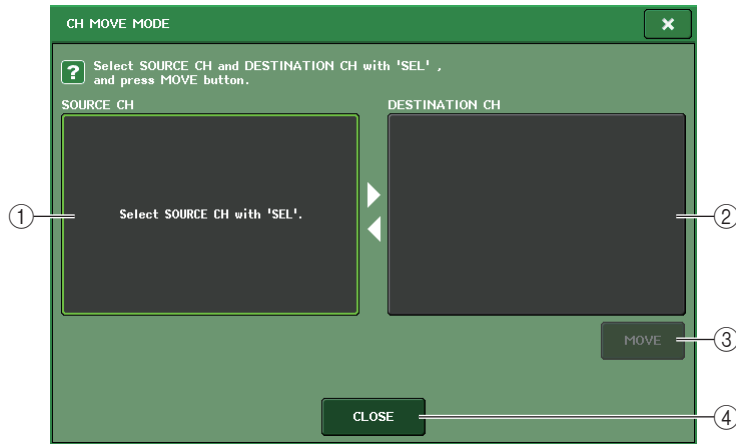 CH MOVE MODE
×
? Select SOURCE CH and DESTINATION CH with 'SEL' ,
and press MOVE button.
SOURCE CH
DESTINATION CH
① Select SOURCE CH with 'SEL'. ②
MOVE ③
CLOSE ④